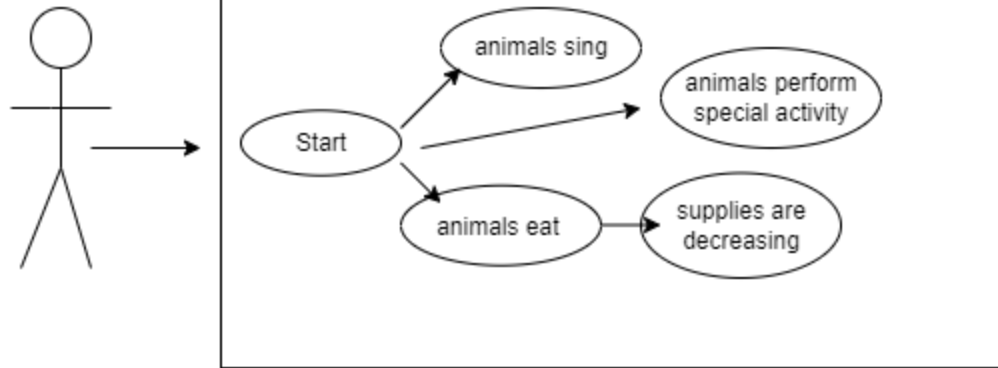 animals sing
animals perform
special activity
Start
animals eat
supplies are
decreasing